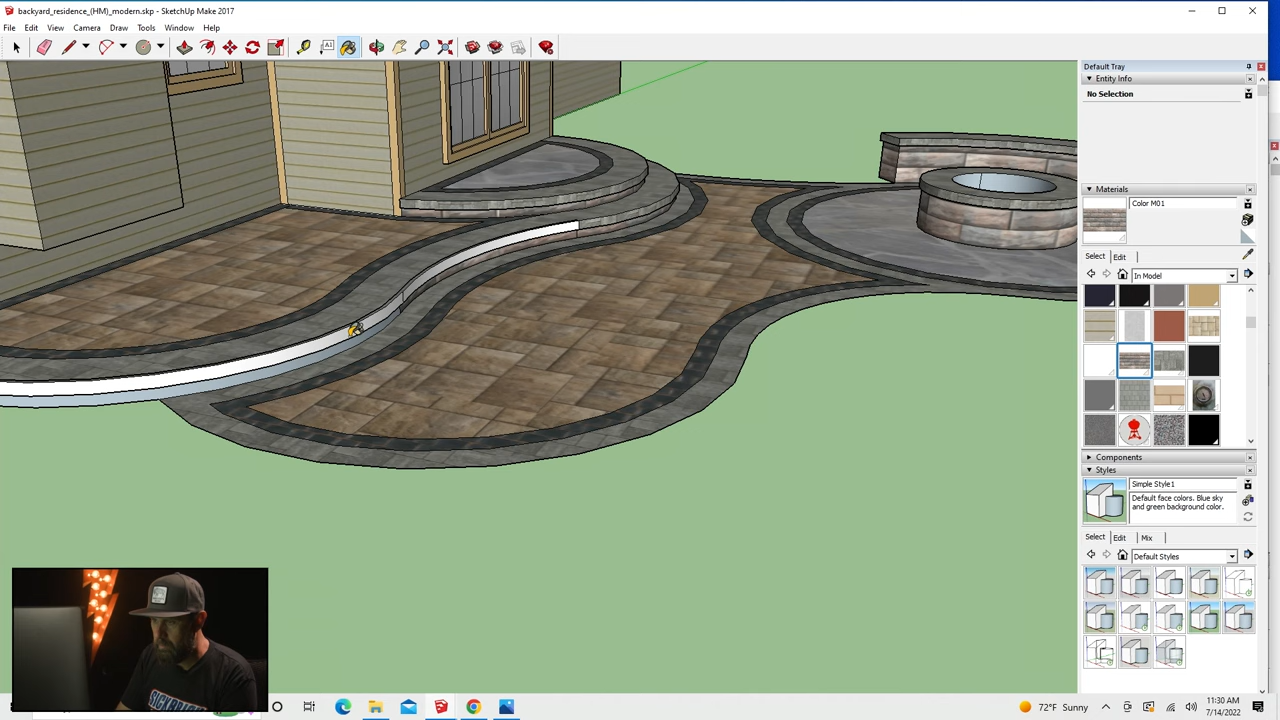 backyard_residence_(HM)_modern.skp - SketchUp Make 2017
File Edit View Camera Draw Tools Window Help
A1
Default Tray
Entity Info
No Selection
Materials
Color M01
Select Edit
In Model
Components
Styles
Simple Style1
Default face colors. Blue sky
and green background color.
Select Edit Mix
Default Styles
72°F Sunny
11:30 AM
7/14/2022